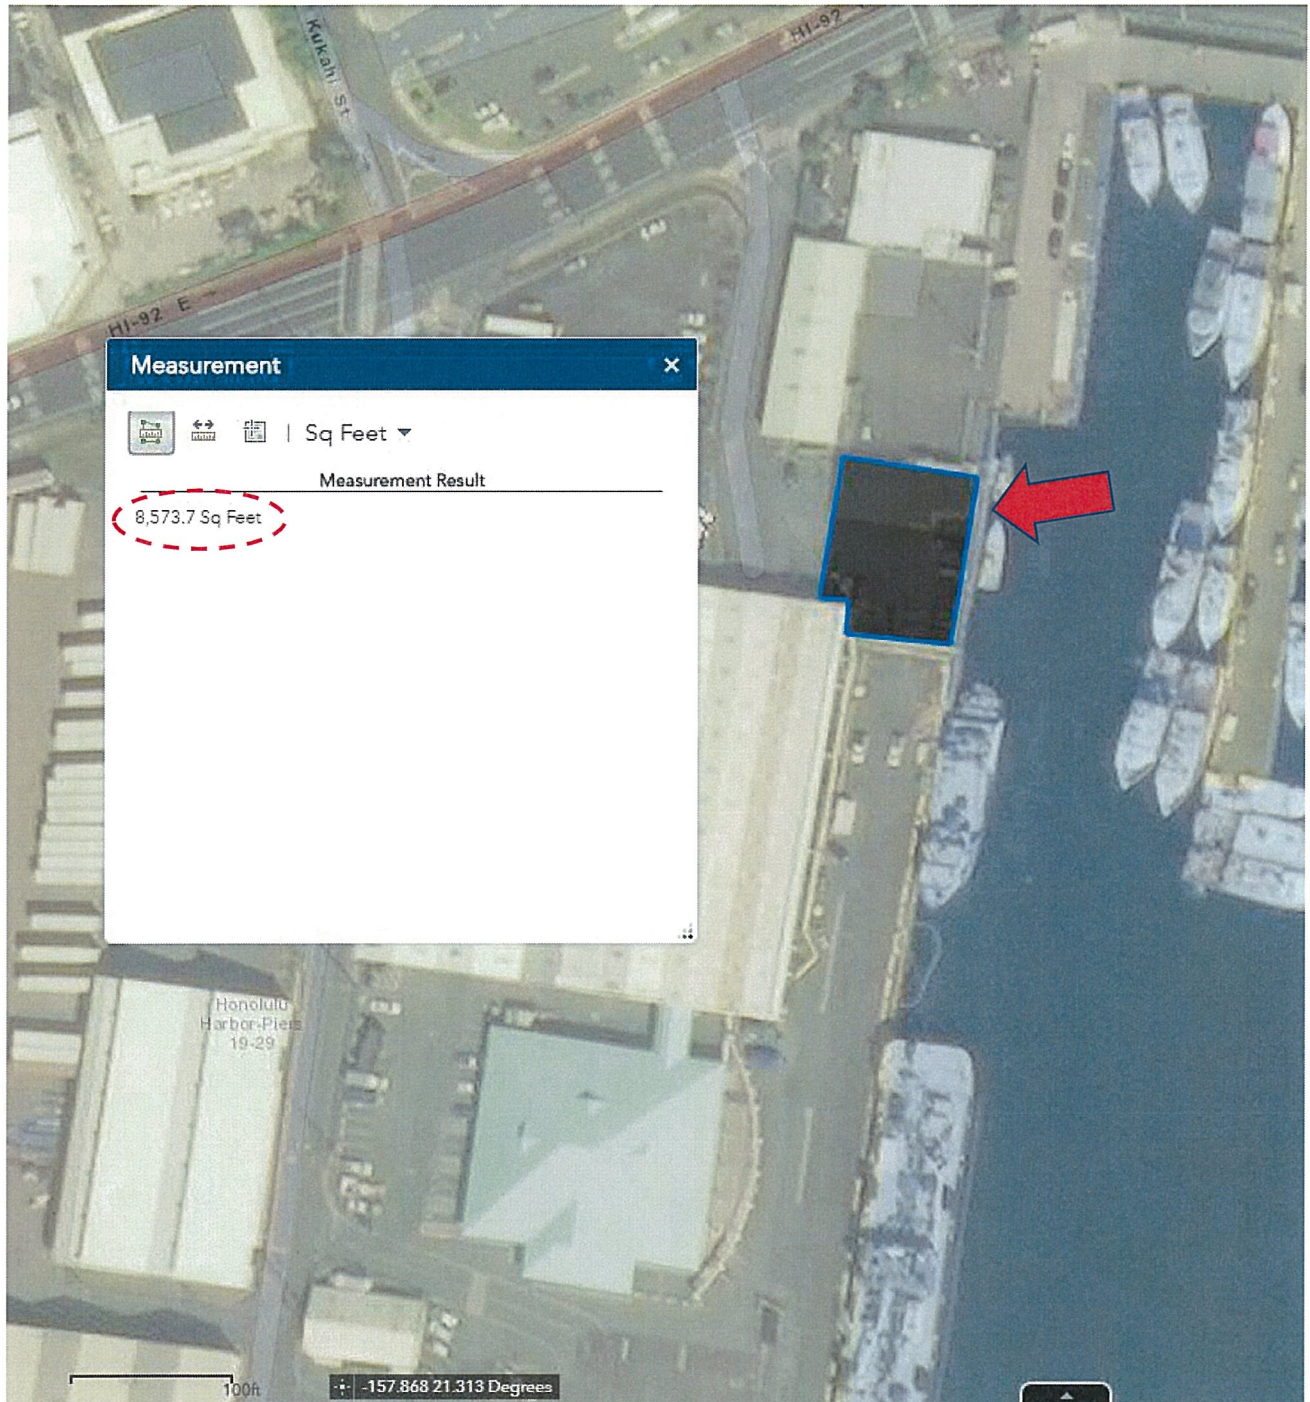 HI-92
Kukahi St
HI-92 E →
Measurement
Sq Feet
Measurement Result
8,573.7 Sq Feet
Honolulu
Harbor-Piers
19-29
100ft
-157.868 21.313 Degrees